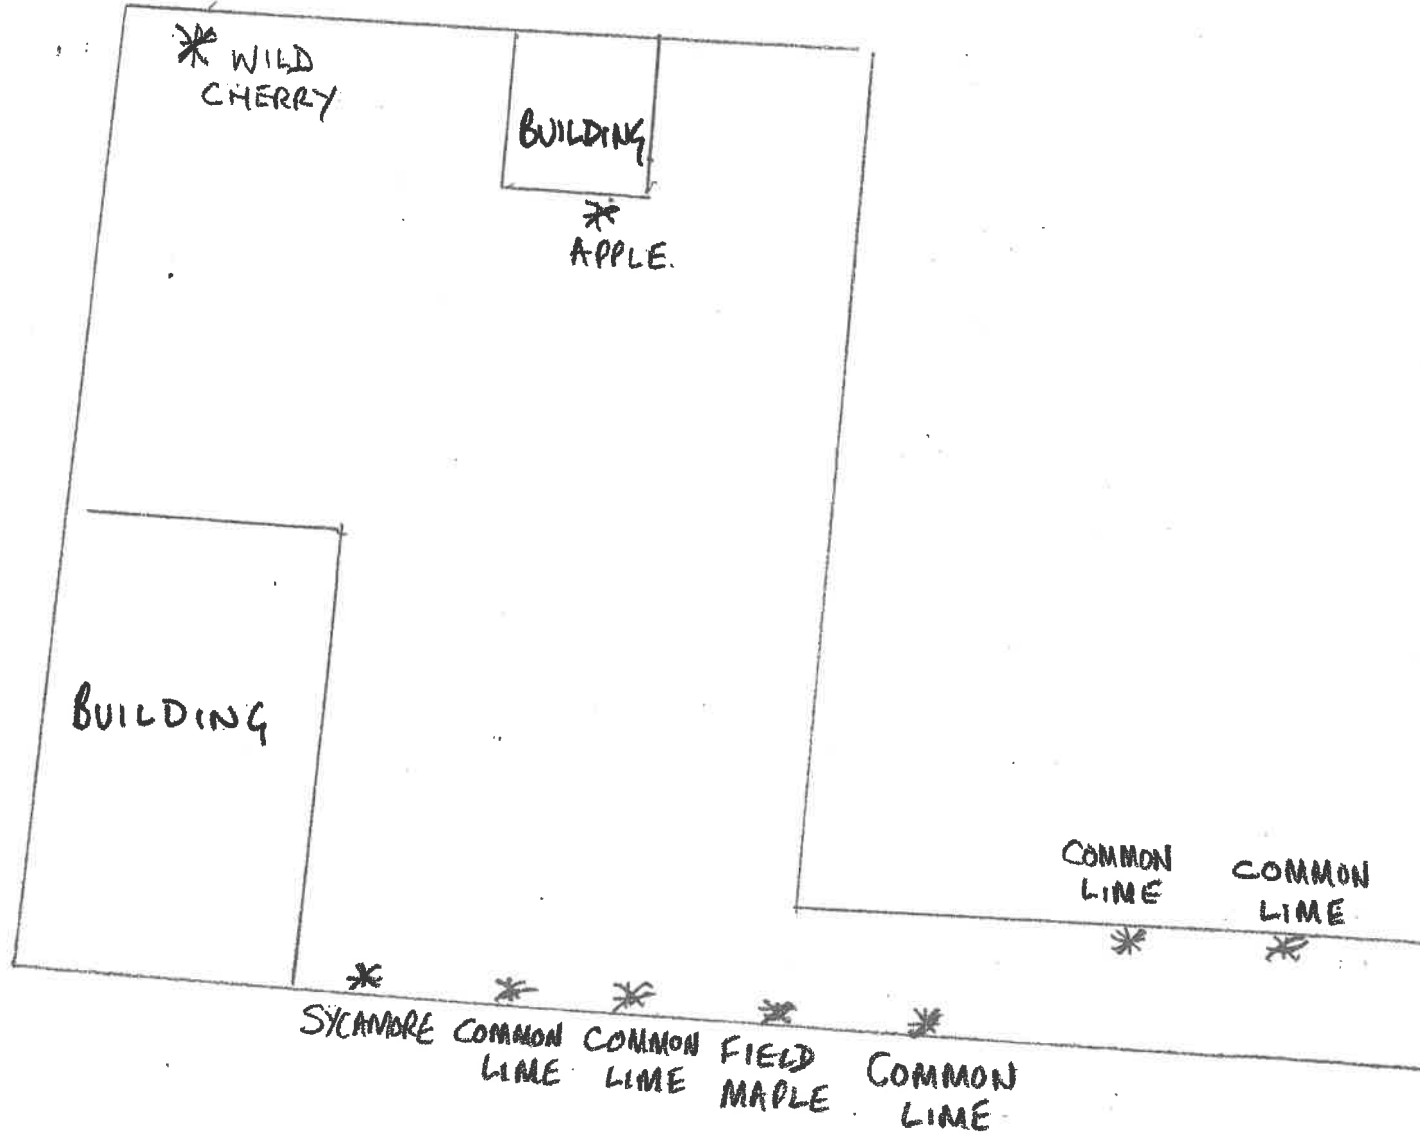 WILD
CHERRY
BUILDING
APPLE.
BUILDING
COMMON
LIME
COMMON
LIME
SYCAMORE
COMMON
LIME
COMMON
LIME
FIELD
MAPLE
COMMON
LIME